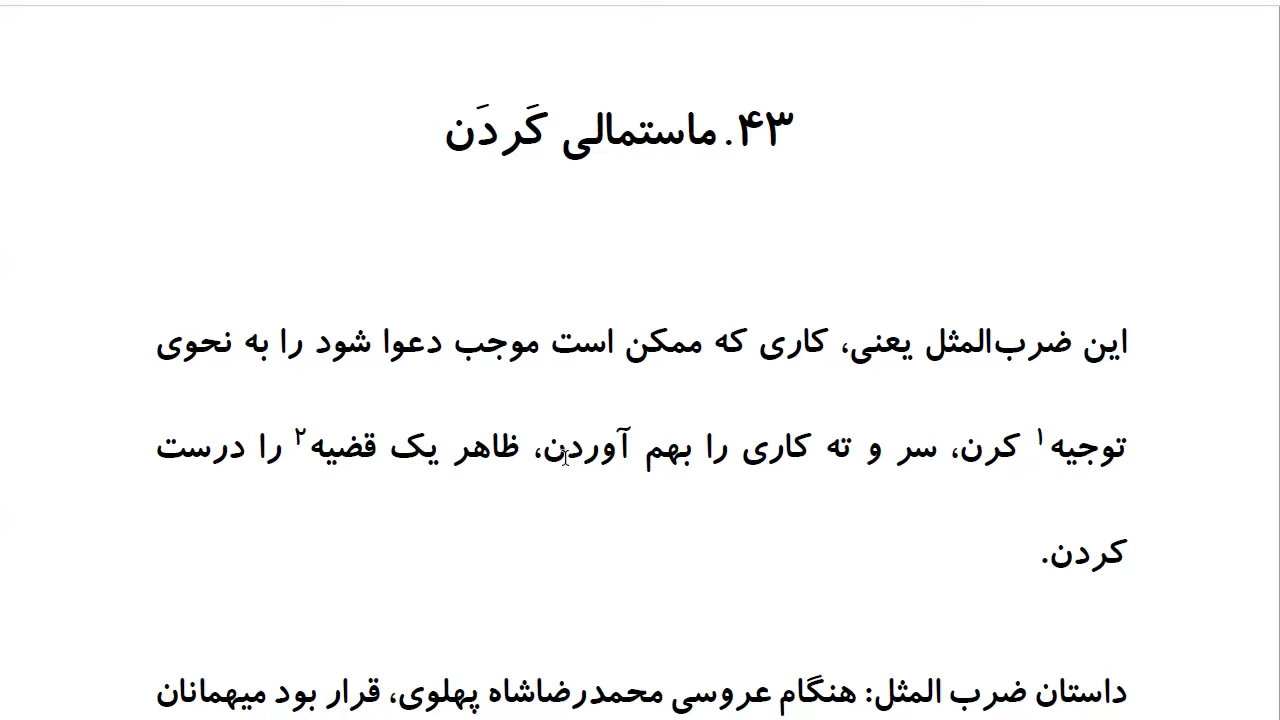 ۴۳. ماستمالی کَردَن
این ضرب‌المثل یعنی، کاری که ممکن است موجب دعوا شود را به نحوی
توجیه۱ کرن، سر و ته کاری را بهم آوردن، ظاهر یک قضیه۲ را درست
کردن.
داستان ضرب المثل: هنگام عروسی محمدرضاشاه پهلوی، قرار بود میهمانان